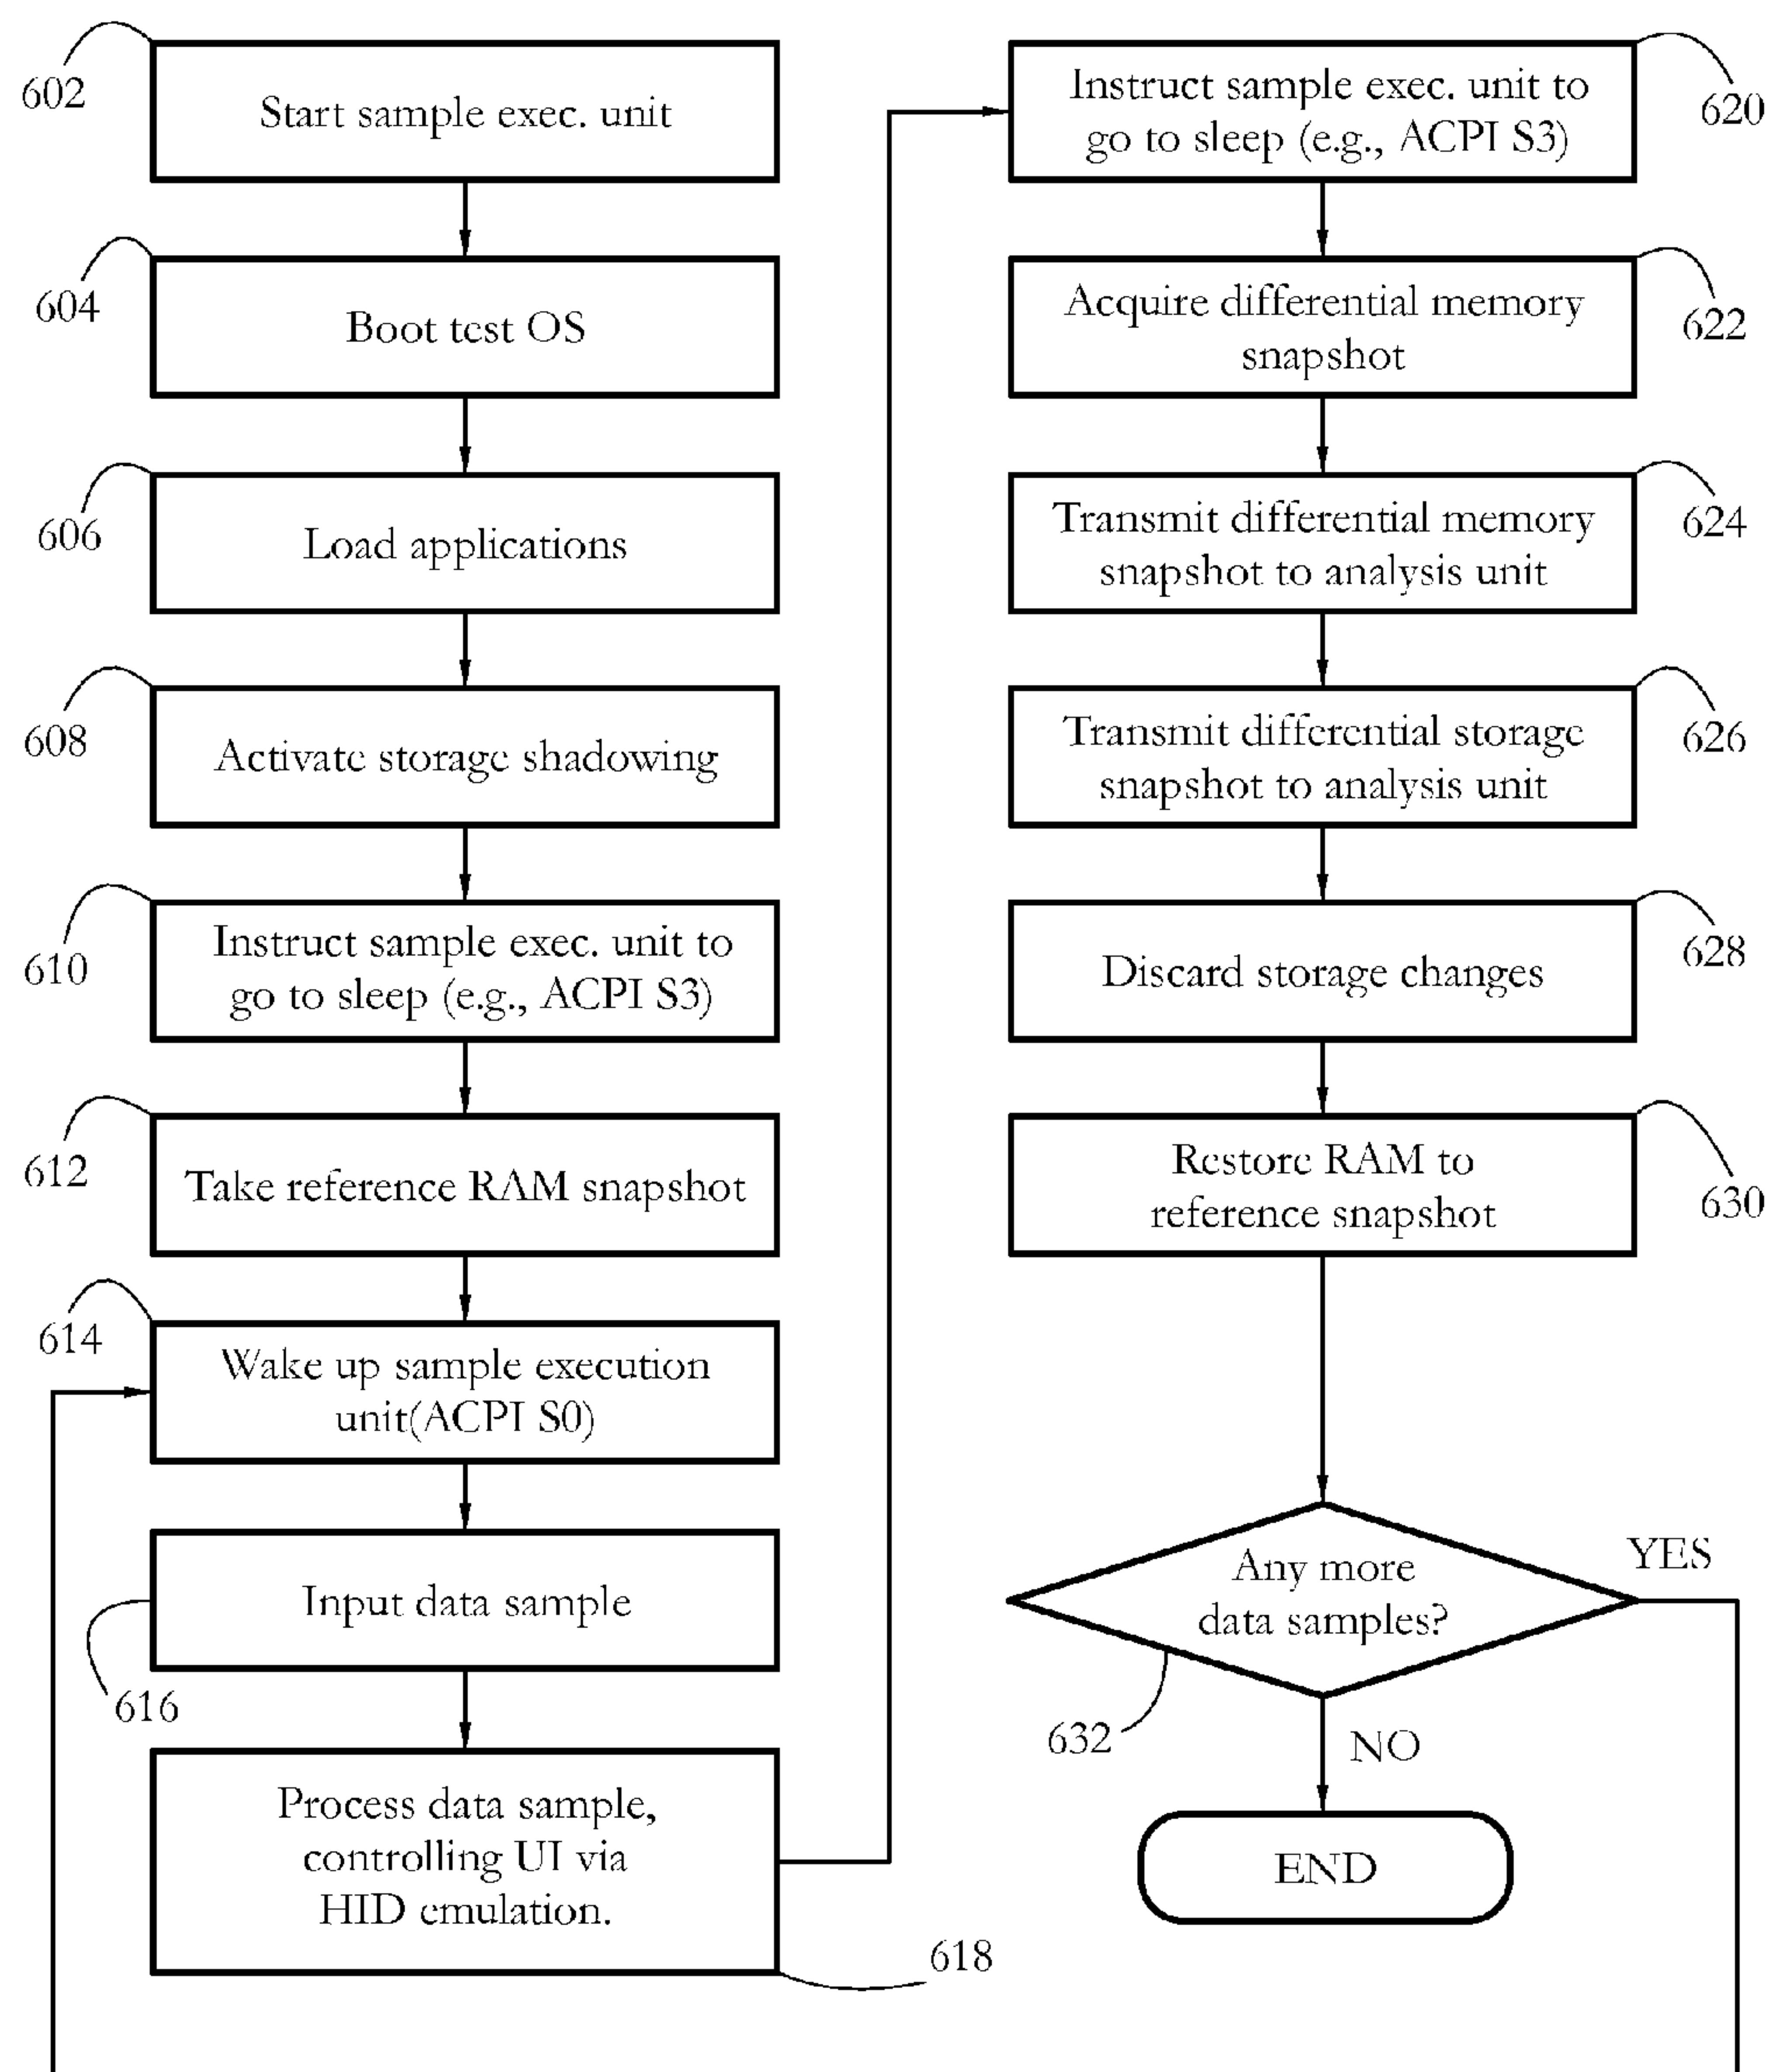 602
Start sample exec. unit
604
Boot test OS
606
Load applications
608
Activate storage shadowing
610
Instruct sample exec. unit to
go to sleep (e.g., ACPI S3)
612
Take reference RAM snapshot
614
Wake up sample execution
unit(ACPI S0)
Input data sample
616
Process data sample,
controlling UI via
HID emulation.
618
Instruct sample exec. unit to
go to sleep (e.g., ACPI S3)
620
Acquire differential memory
snapshot
622
Transmit differential memory
snapshot to analysis unit
624
Transmit differential storage
snapshot to analysis unit
626
Discard storage changes
628
Restore RAM to
reference snapshot
630
Any more
data samples?
YES
632
NO
END